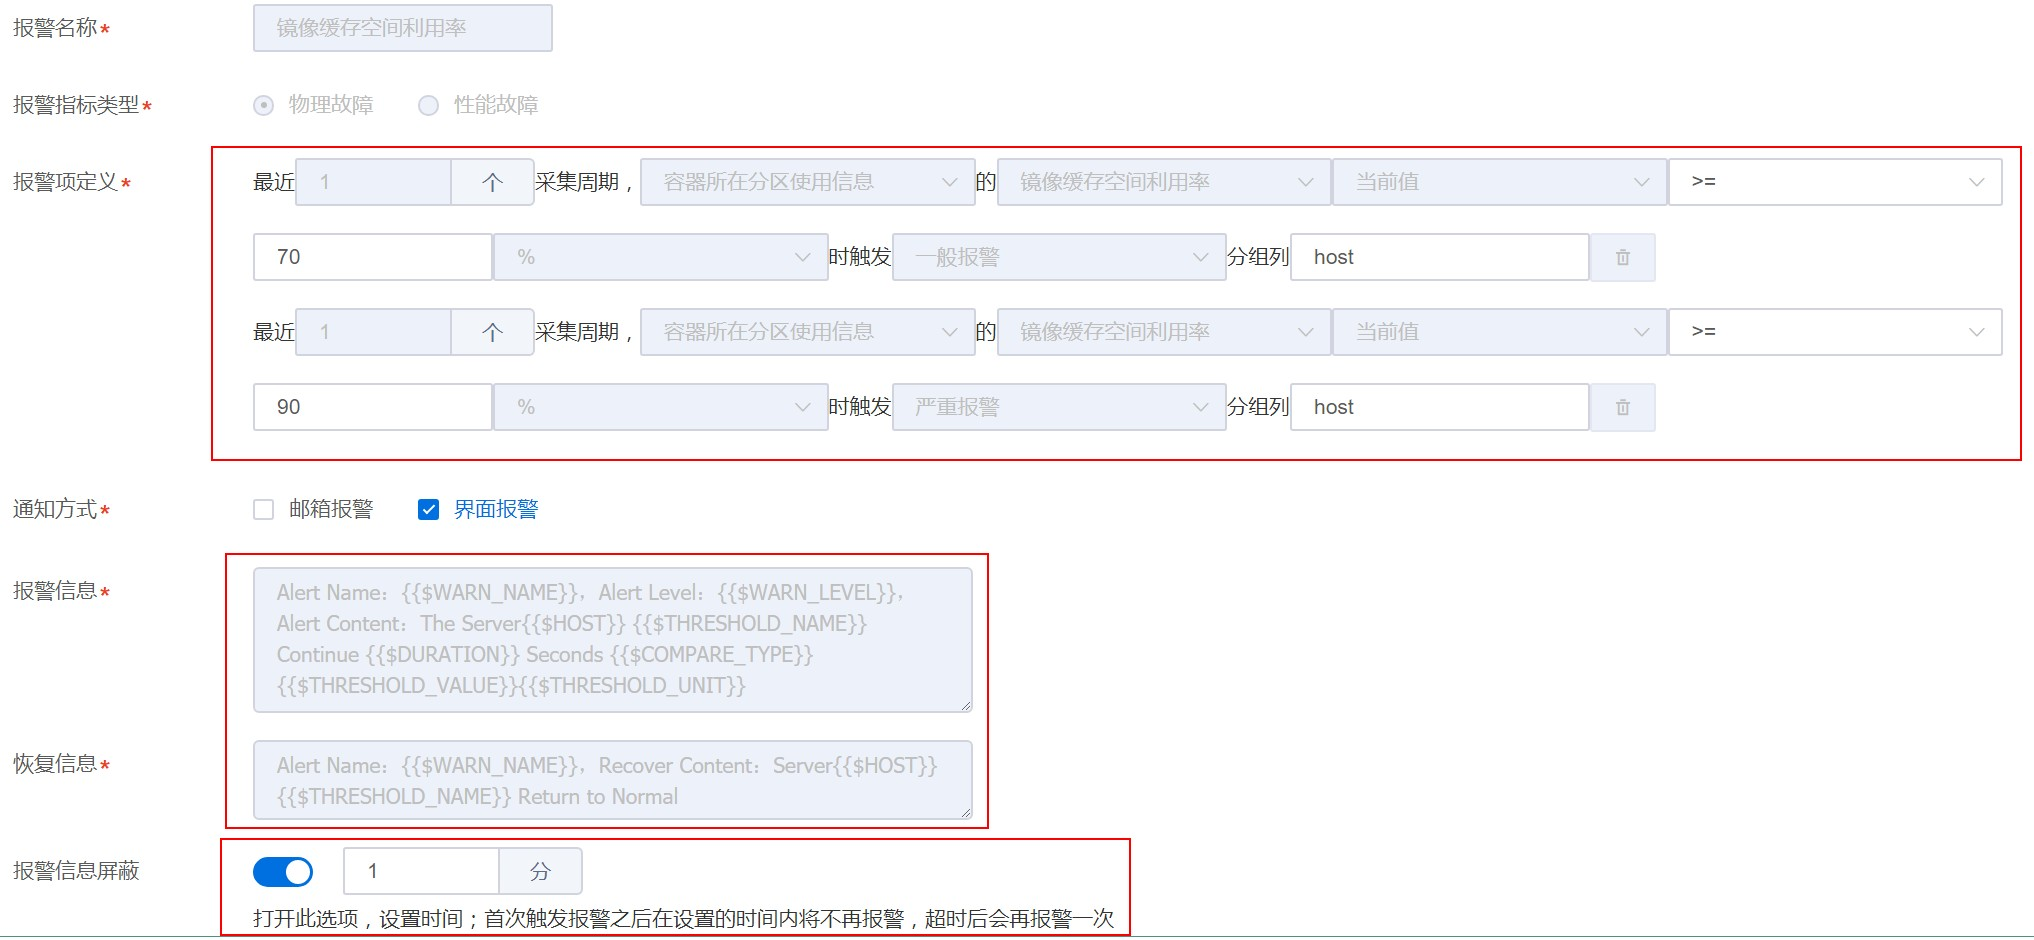 报警名称* 镜像缓存空间利用率
报警指标类型* 物理故障 性能故障
报警项定义* 最近 1 个 采集周期， 容器所在分区使用信息 的 镜像缓存空间利用率 当前值 >=
70 % 时触发 一般报警 分组列 host
最近 1 个 采集周期， 容器所在分区使用信息 的 镜像缓存空间利用率 当前值 >=
90 % 时触发 严重报警 分组列 host
通知方式* 邮箱报警 界面报警
报警信息* Alert Name：{{$WARN_NAME}}，Alert Level：{{$WARN_LEVEL}}，
Alert Content：The Server{{$HOST}} {{$THRESHOLD_NAME}}
Continue {{$DURATION}} Seconds {{$COMPARE_TYPE}}
{{$THRESHOLD_VALUE}}{{$THRESHOLD_UNIT}}
恢复信息* Alert Name：{{$WARN_NAME}}，Recover Content：Server{{$HOST}}
{{$THRESHOLD_NAME}} Return to Normal
报警信息屏蔽 1 分
打开此选项，设置时间；首次触发报警之后在设置的时间内将不再报警，超时后会再报警一次